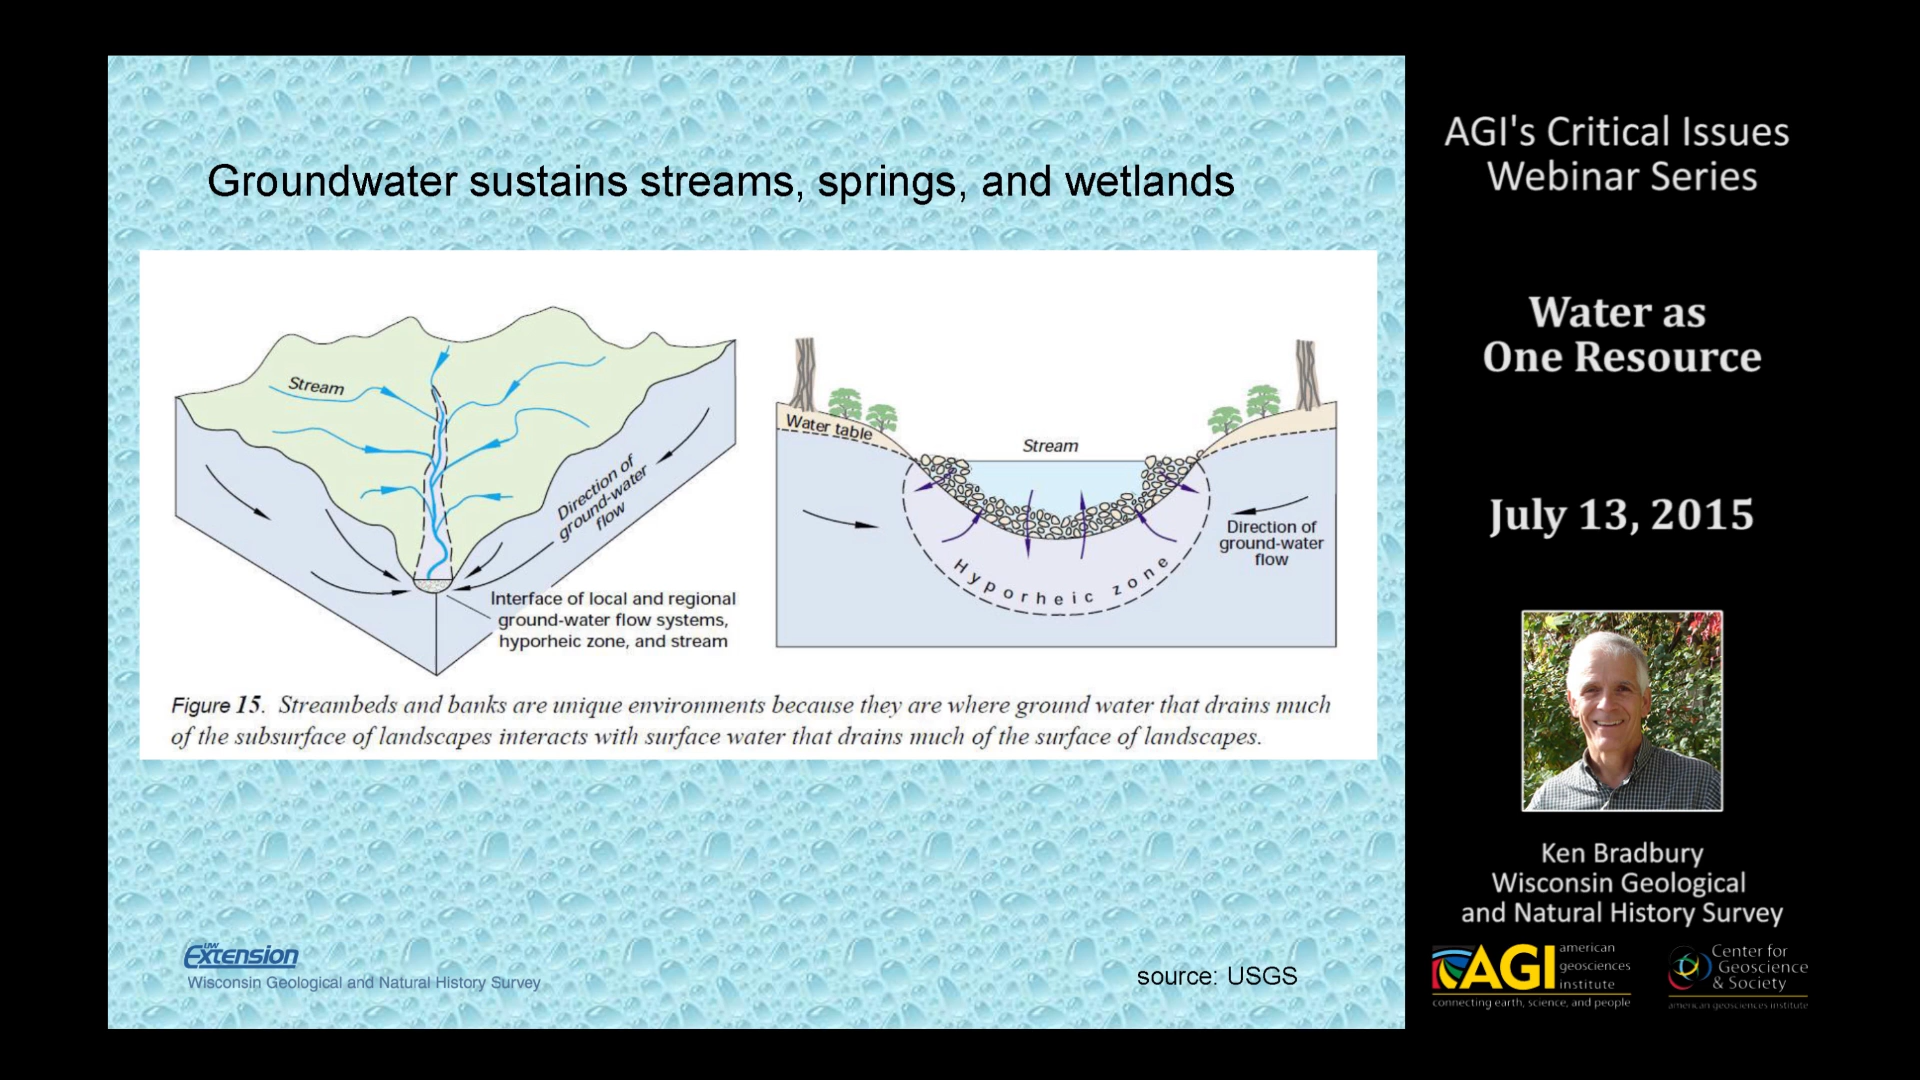 Groundwater sustains streams, springs, and wetlands
Stream
Direction of
ground-water
flow
Interface of local and regional
ground-water flow systems,
hyporheic zone, and stream
Water table
Stream
Hyporheic zone
Direction of
ground-water
flow
Figure 15. Streambeds and banks are unique environments because they are where ground water that drains much
of the subsurface of landscapes interacts with surface water that drains much of the surface of landscapes.
UW
Extension
Wisconsin Geological and Natural History Survey
source: USGS
AGI's Critical Issues
Webinar Series
Water as
One Resource
July 13, 2015
Ken Bradbury
Wisconsin Geological
and Natural History Survey
AGI
american
geosciences
institute
connecting earth, science, and people
Center for
Geoscience
& Society
american geosciences institute